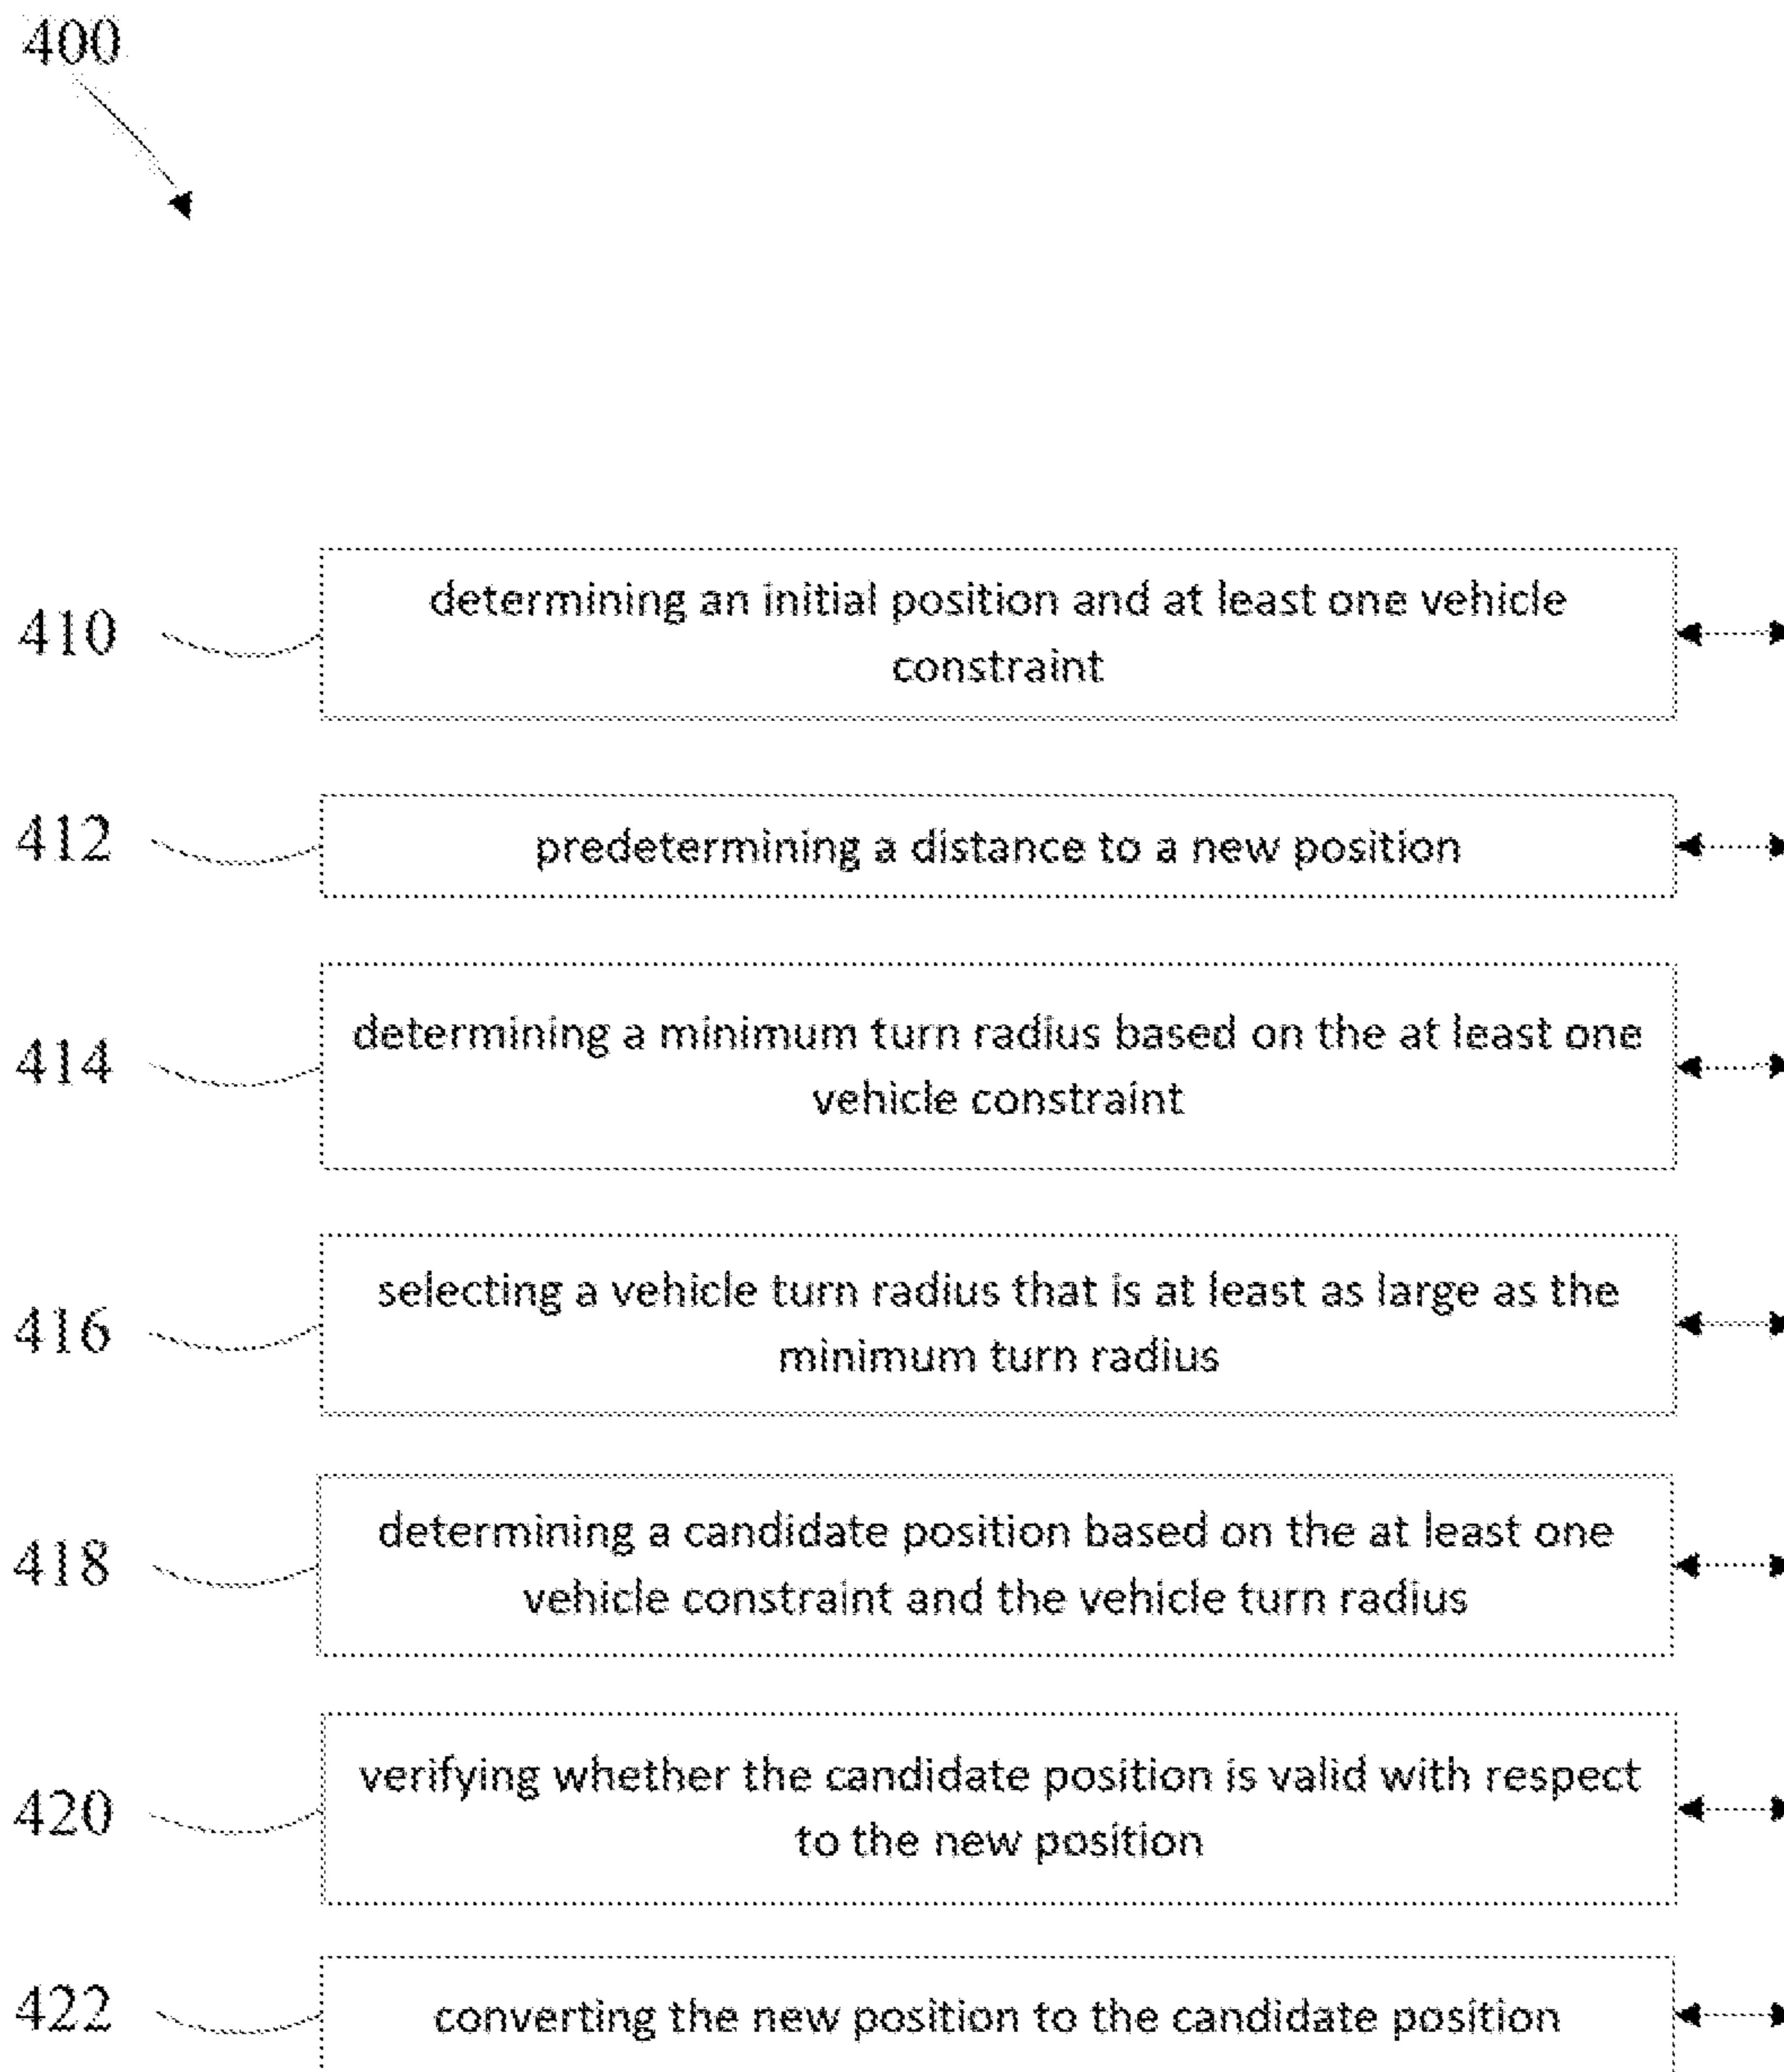 400
410
determining an initial position and at least one vehicle
constraint
412
predetermining a distance to a new position
414
determining a minimum turn radius based on the at least one
vehicle constraint
416
selecting a vehicle turn radius that is at least as large as the
minimum turn radius
418
determining a candidate position based on the at least one
vehicle constraint and the vehicle turn radius
420
verifying whether the candidate position is valid with respect
to the new position
422
converting the new position to the candidate position